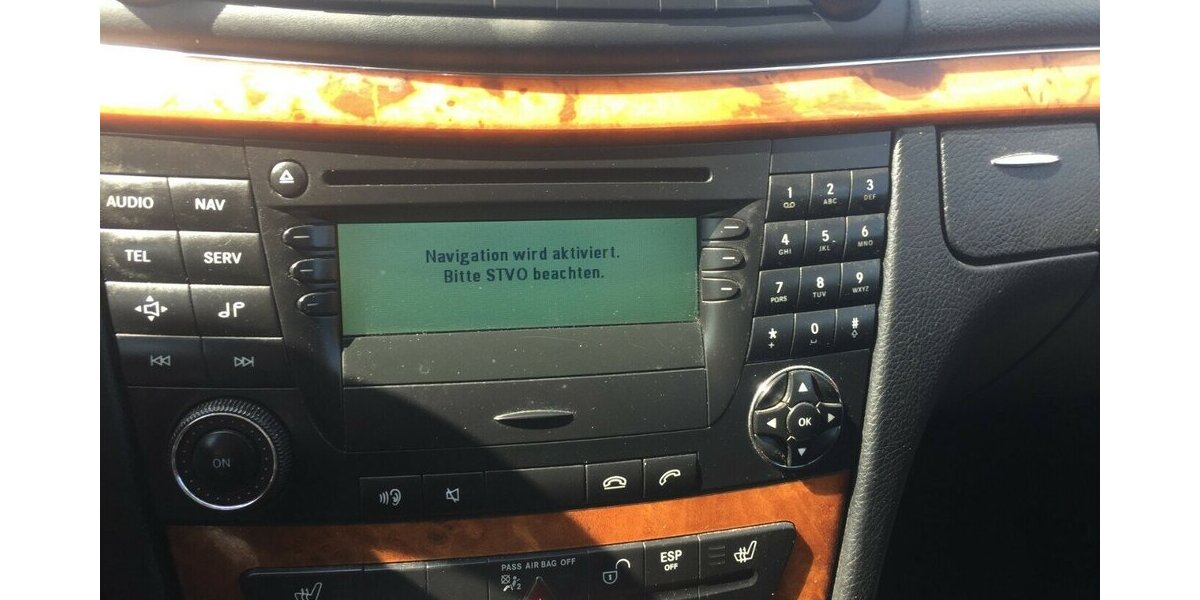 AUDIO NAV
TEL SERV
ON
Navigation wird aktiviert.
Bitte STVO beachten.
1 2 ABC 3 DEF
4 GHI 5 JKL 6 MNO
7 PQRS 8 TUV 9 WXYZ
* + 0 #
OK
PASS AIR BAG OFF
2
ESP
OFF